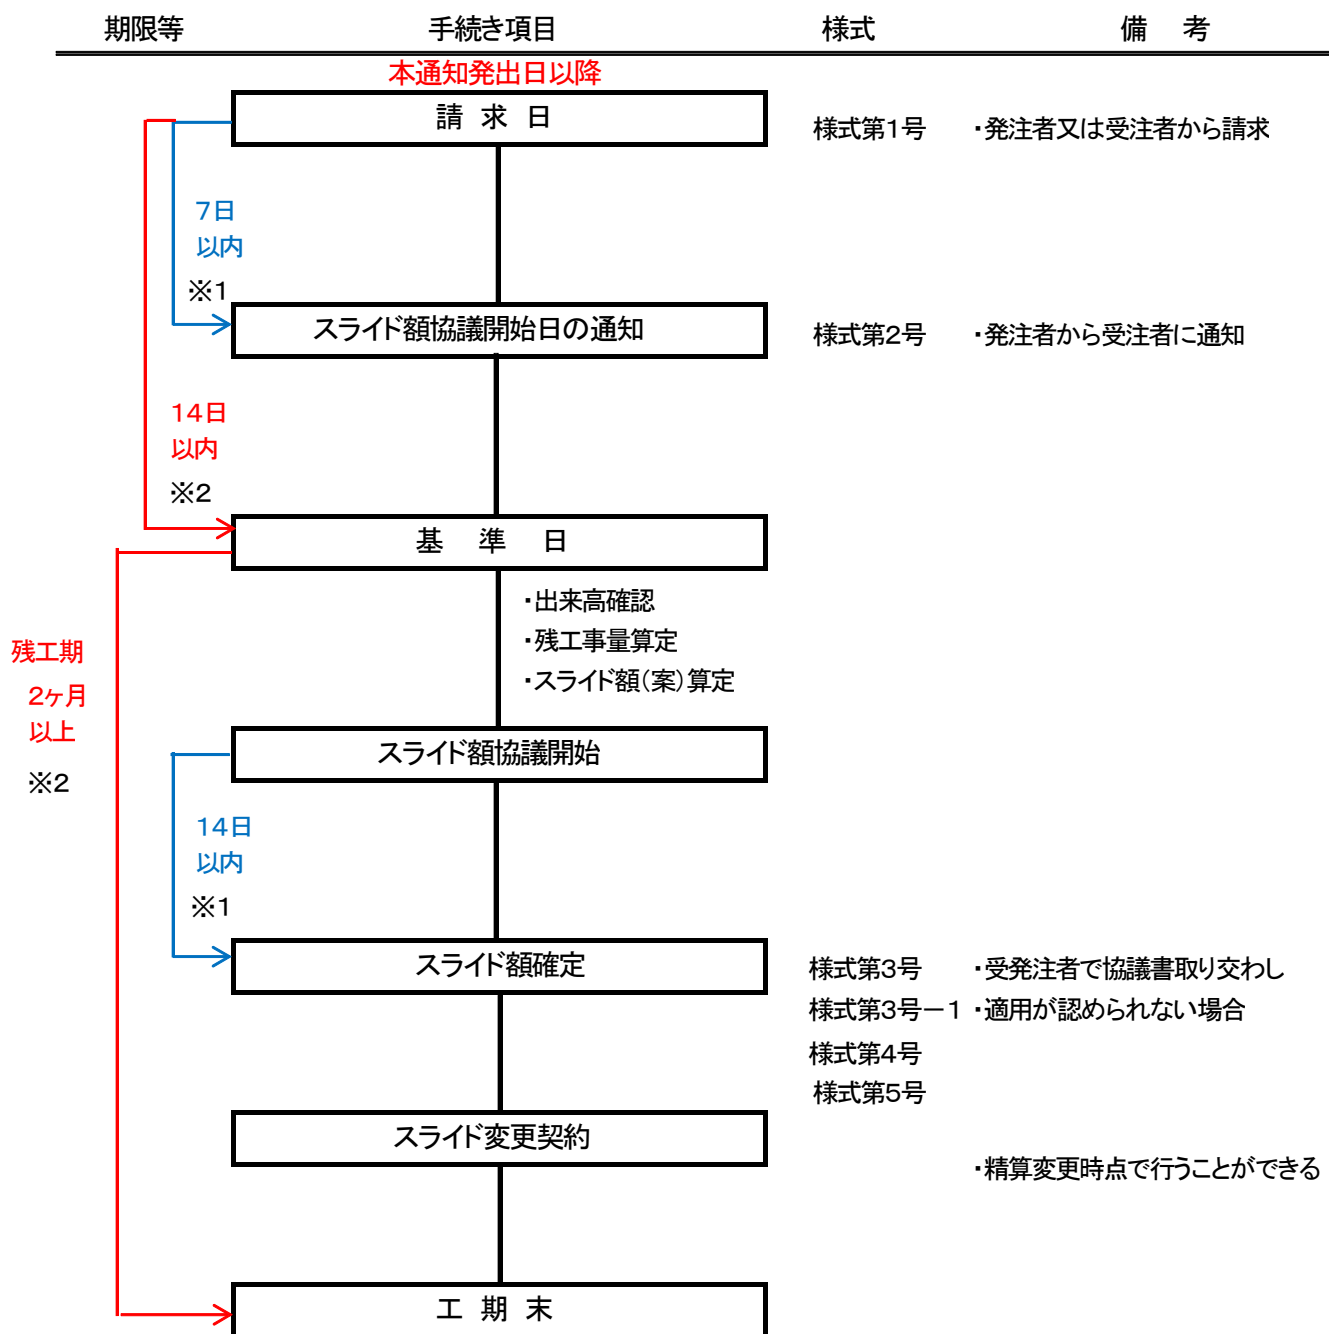 期限等 手続き項目 様式 備 考
本通知発出日以降
請 求 日
様式第1号 ・発注者又は受注者から請求
7日
以内
※1
スライド額協議開始日の通知
様式第2号 ・発注者から受注者に通知
14日
以内
※2
基 準 日
・出来高確認
・残工事量算定
・スライド額(案)算定
残工期
2ヶ月
以上
※2
スライド額協議開始
14日
以内
※1
スライド額確定
様式第3号 ・受発注者で協議書取り交わし
様式第3号－1 ・適用が認められない場合
様式第4号
様式第5号
スライド変更契約
・精算変更時点で行うことができる
工 期 末